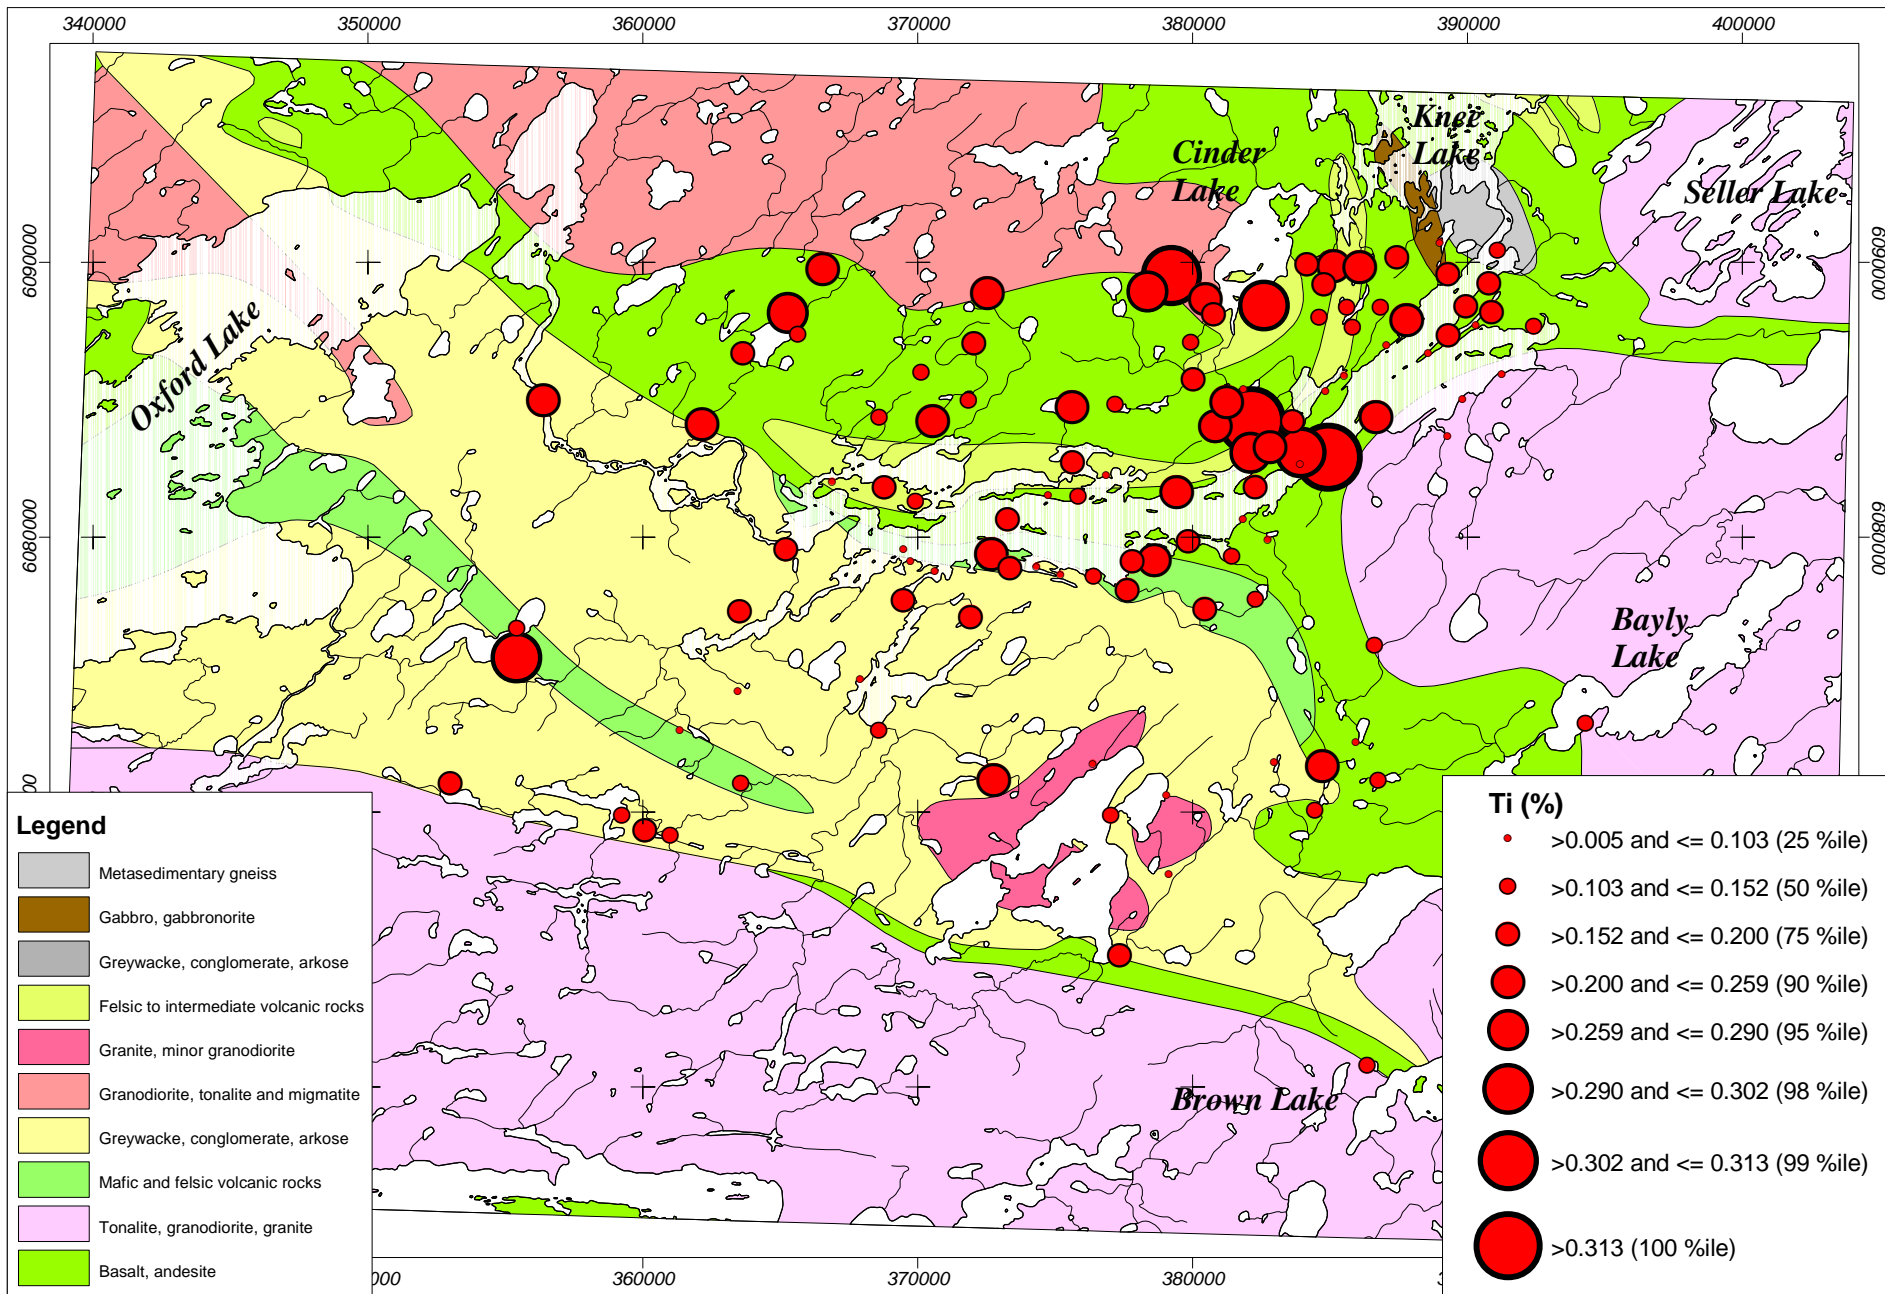 340000 350000 360000 370000 380000 390000 400000
Knee
Lake
Cinder
Lake
Seller Lake
6090000
6090000
Oxford Lake
6080000
6080000
Bayly
Lake
Brown Lake
Legend
Metasedimentary gneiss
Gabbro, gabbronorite
Greywacke, conglomerate, arkose
Felsic to intermediate volcanic rocks
Granite, minor granodiorite
Granodiorite, tonalite and migmatite
Greywacke, conglomerate, arkose
Mafic and felsic volcanic rocks
Tonalite, granodiorite, granite
Basalt, andesite
Ti (%)
>0.005 and <= 0.103 (25 %ile)
>0.103 and <= 0.152 (50 %ile)
>0.152 and <= 0.200 (75 %ile)
>0.200 and <= 0.259 (90 %ile)
>0.259 and <= 0.290 (95 %ile)
>0.290 and <= 0.302 (98 %ile)
>0.302 and <= 0.313 (99 %ile)
>0.313 (100 %ile)
360000 370000 380000